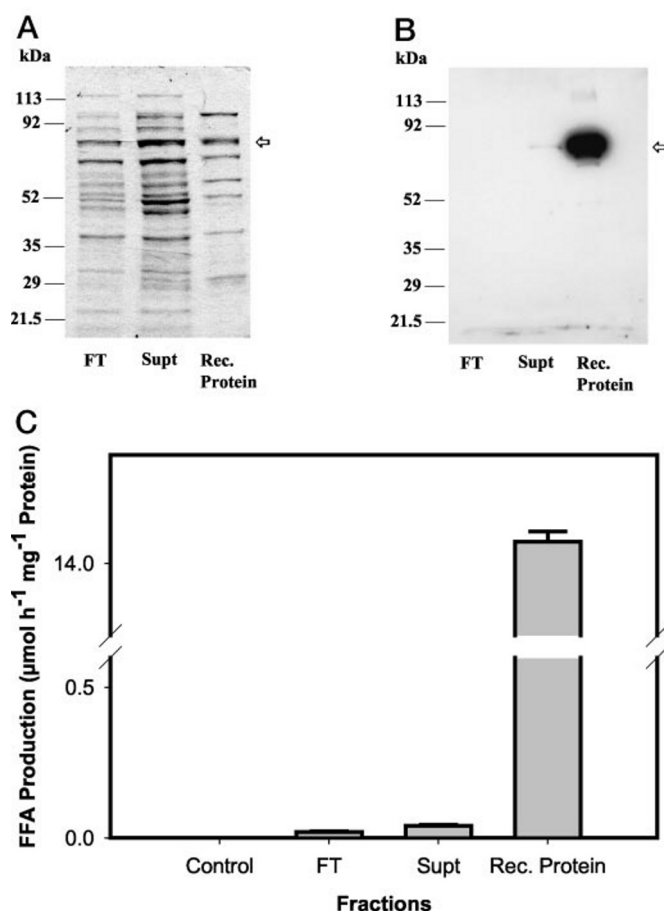 A
kDa
113
92
52
35
29
21.5
FT Supt Rec.
Protein
B
kDa
113
92
52
35
29
21.5
FT Supt Rec.
Protein
C
FFA Production (µmol h⁻¹ mg⁻¹ Protein)
14.0
0.5
0.0
Control FT Supt Rec. Protein
Fractions